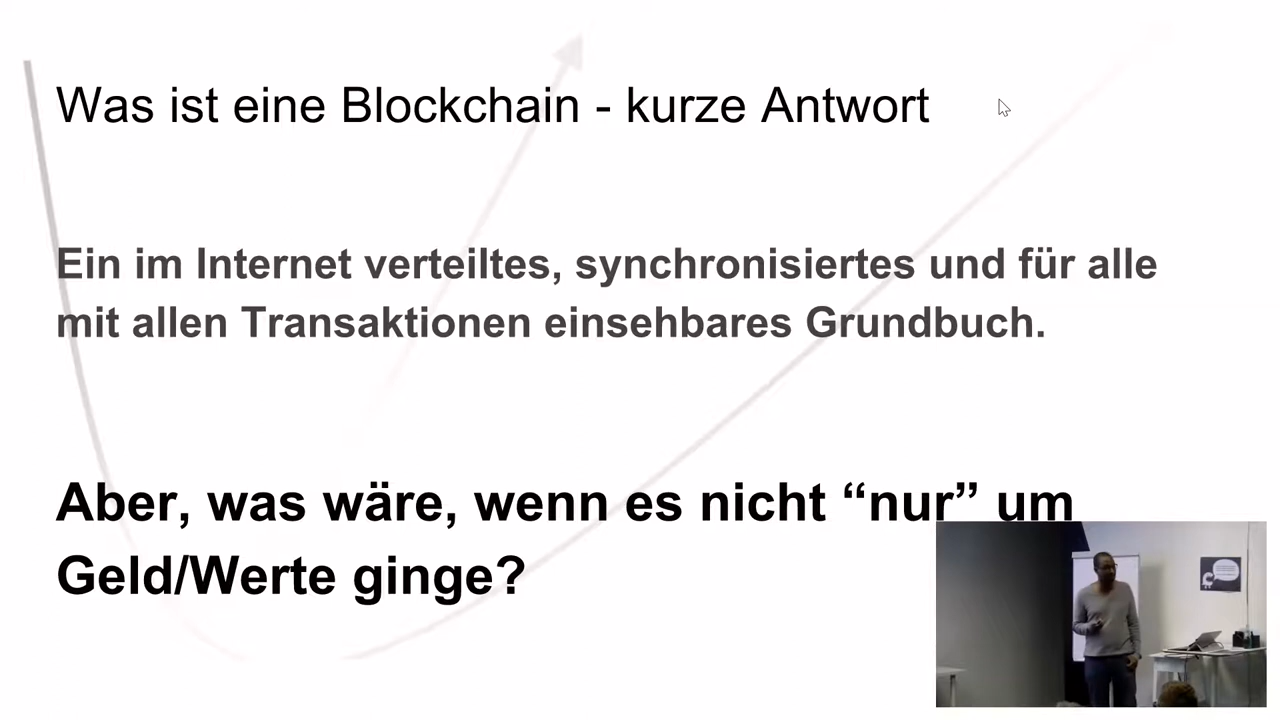 Was ist eine Blockchain - kurze Antwort
Ein im Internet verteiltes, synchronisiertes und für alle
mit allen Transaktionen einsehbares Grundbuch.
Aber, was wäre, wenn es nicht “nur” um
Geld/Werte ginge?